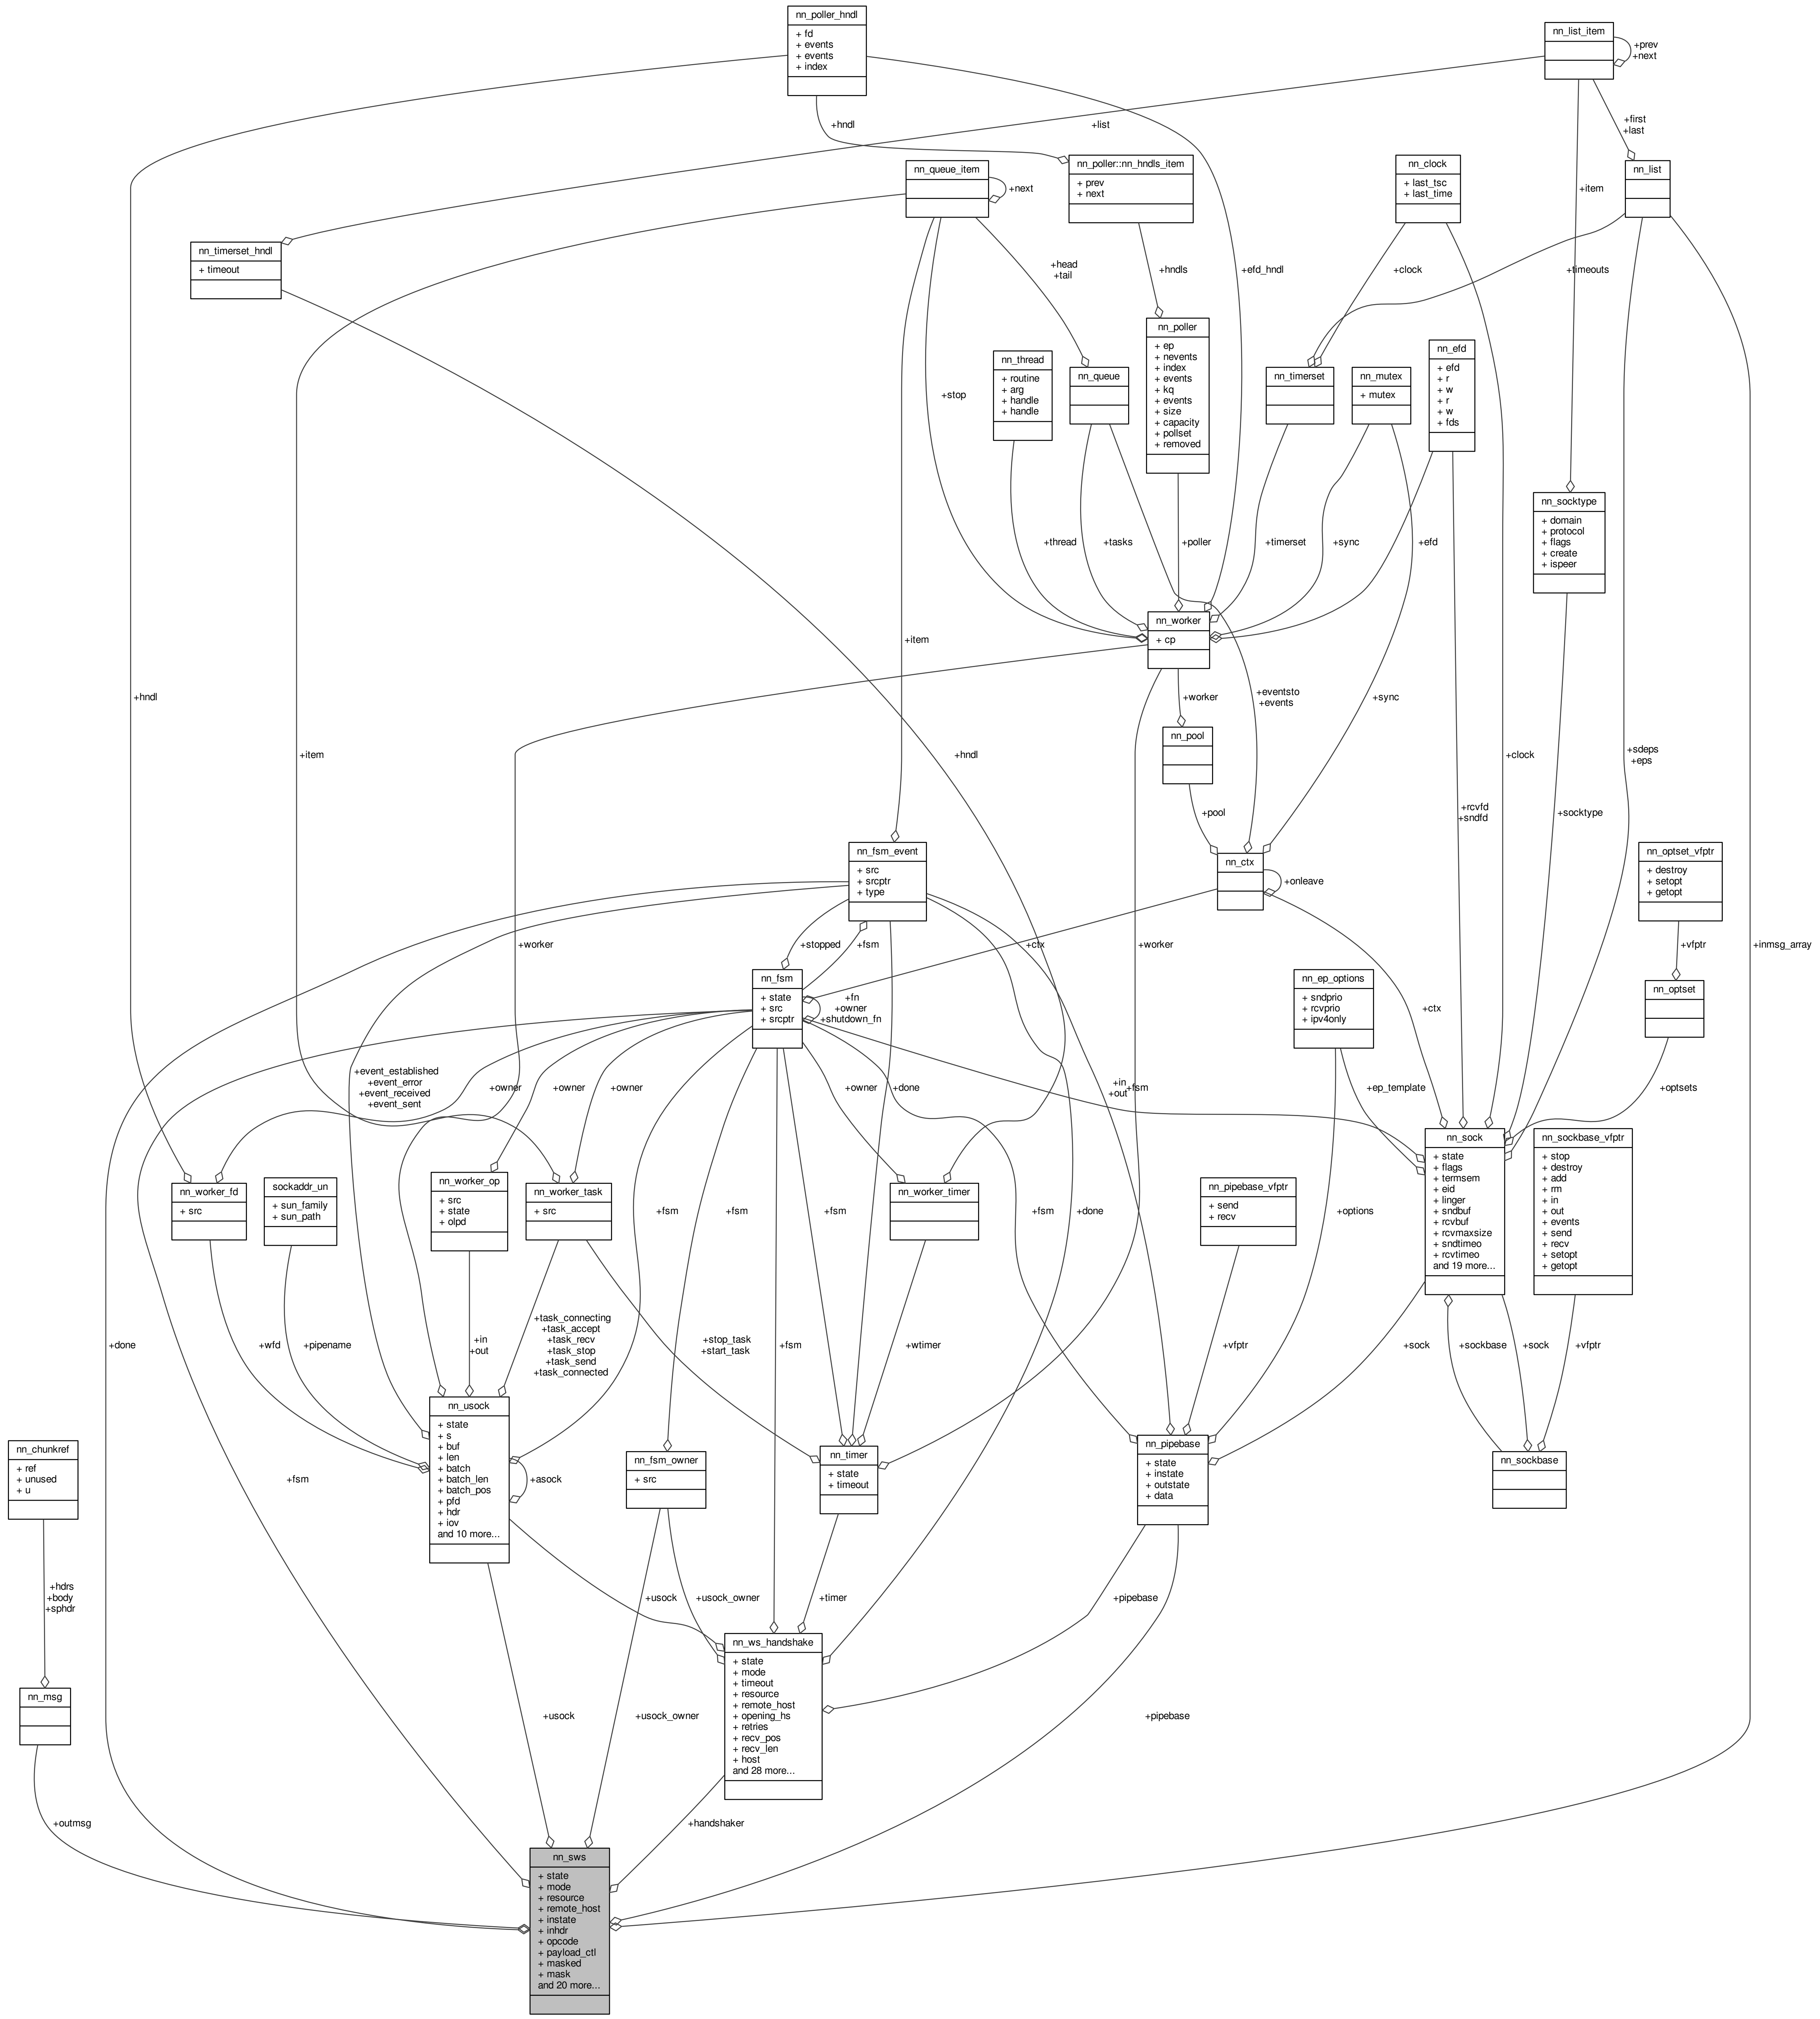 nn_poller_hndl
+ fd
+ events
+ events
+ index
nn_list_item
+prev
+next
+hndl
+list
+first
+last
nn_queue_item
+next
nn_poller::nn_hndls_item
+ prev
+ next
nn_clock
+ last_tsc
+ last_time
+item
nn_list
nn_timerset_hndl
+ timeout
+head
+tail
+hndls
+efd_hndl
+clock
+timeouts
nn_thread
+ routine
+ arg
+ handle
+ handle
nn_queue
nn_poller
+ ep
+ nevents
+ index
+ events
+ kq
+ events
+ size
+ capacity
+ pollset
+ removed
nn_timerset
nn_mutex
+ mutex
nn_efd
+ efd
+ r
+ w
+ r
+ w
+ fds
+stop
nn_socktype
+ domain
+ protocol
+ flags
+ create
+ ispeer
+thread
+tasks
+poller
+timerset
+sync
+efd
nn_worker
+ cp
+item
+hndl
+worker
+eventsto
+events
+sync
nn_pool
+item
+hndl
+clock
+sdeps
+eps
+pool
+rcvfd
+sndfd
+socktype
nn_fsm_event
+ src
+ srcptr
+ type
nn_ctx
+onleave
nn_optset_vfptr
+ destroy
+ setopt
+ getopt
+worker
+stopped
+fsm
+ctx
+worker
+vfptr
+inmsg_array
nn_fsm
+ state
+ src
+ srcptr
+fn
+owner
+shutdown_fn
nn_ep_options
+ sndprio
+ rcvprio
+ ipv4only
+ctx
nn_optset
+event_established
+event_error
+event_received
+event_sent
+owner
+owner
+owner
+owner
+done
+in
+out
+fsm
+ep_template
+optsets
nn_worker_fd
+ src
sockaddr_un
+ sun_family
+ sun_path
nn_worker_op
+ src
+ state
+ olpd
nn_worker_task
+ src
+fsm
+fsm
+fsm
nn_worker_timer
+fsm
+done
nn_pipebase_vfptr
+ send
+ recv
+options
nn_sock
+ state
+ flags
+ termsem
+ eid
+ linger
+ sndbuf
+ rcvbuf
+ rcvmaxsize
+ sndtimeo
+ rcvtimeo
and 19 more...
nn_sockbase_vfptr
+ stop
+ destroy
+ add
+ rm
+ in
+ out
+ events
+ send
+ recv
+ setopt
+ getopt
+done
+wfd
+pipename
+in
+out
+task_connecting
+task_accept
+task_recv
+task_stop
+task_send
+task_connected
+stop_task
+start_task
+fsm
+wtimer
+vfptr
+sock
+sockbase
+sock
+vfptr
nn_usock
+ state
+ s
+ buf
+ len
+ batch
+ batch_len
+ batch_pos
+ pfd
+ hdr
+ iov
and 10 more...
+asock
nn_chunkref
+ ref
+ unused
+ u
+fsm
nn_fsm_owner
+ src
nn_timer
+ state
+ timeout
nn_pipebase
+ state
+ instate
+ outstate
+ data
nn_sockbase
+hdrs
+body
+sphdr
+usock
+usock_owner
+timer
+pipebase
nn_ws_handshake
+ state
+ mode
+ timeout
+ resource
+ remote_host
+ opening_hs
+ retries
+ recv_pos
+ recv_len
+ host
and 28 more...
nn_msg
+usock
+usock_owner
+pipebase
+outmsg
+handshaker
nn_sws
+ state
+ mode
+ resource
+ remote_host
+ instate
+ inhdr
+ opcode
+ payload_ctl
+ masked
+ mask
and 20 more...